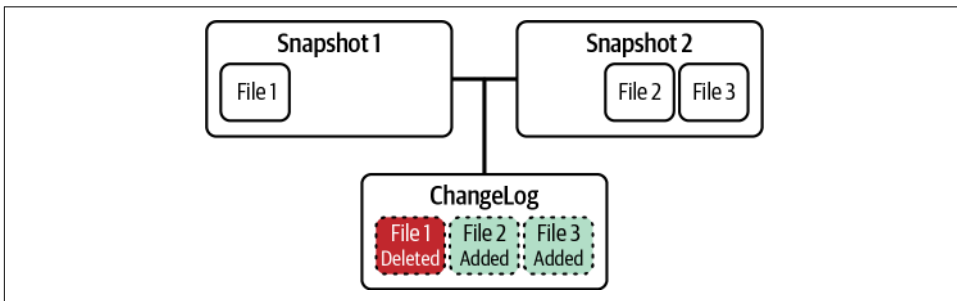 Snapshot 1
File 1
Snapshot 2
File 2
File 3
ChangeLog
File 1
Deleted
File 2
Added
File 3
Added